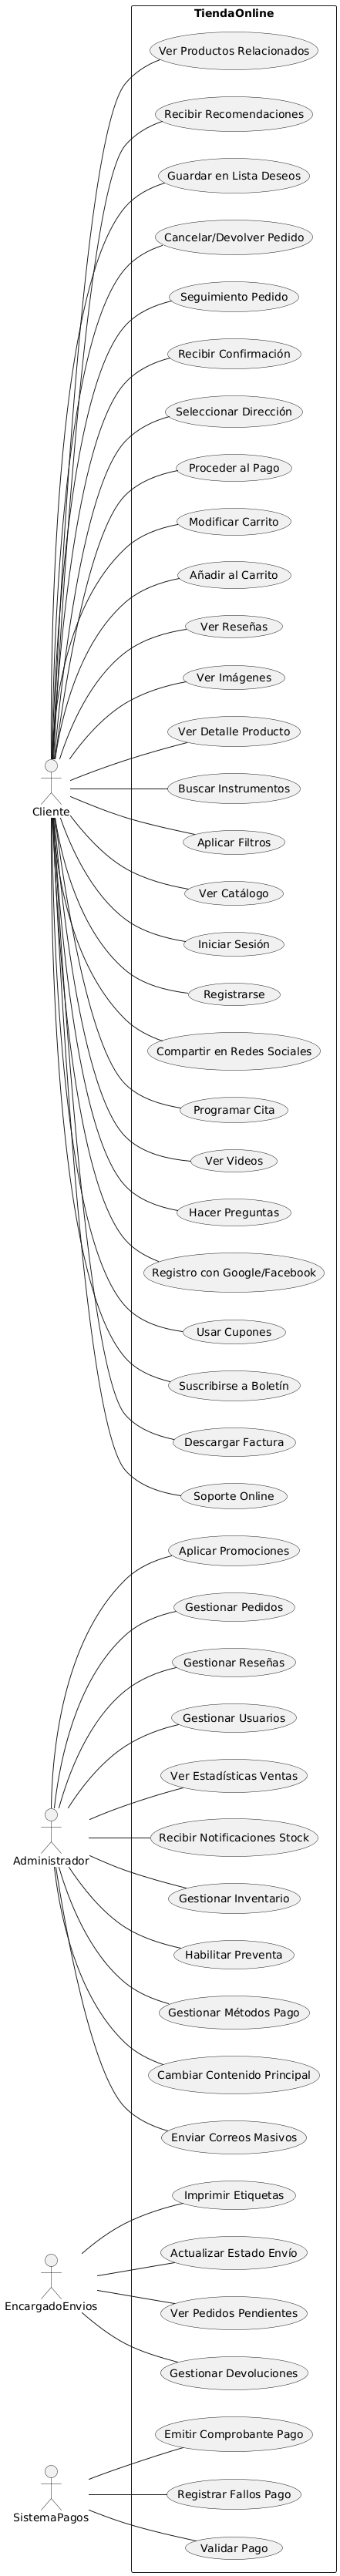 TiendaOnline
Ver Productos Relacionados
Recibir Recomendaciones
Guardar en Lista Deseos
Cancelar/Devolver Pedido
Seguimiento Pedido
Recibir Confirmación
Seleccionar Dirección
Proceder al Pago
Modificar Carrito
Añadir al Carrito
Ver Reseñas
Ver Imágenes
Ver Detalle Producto
Buscar Instrumentos
Cliente
Aplicar Filtros
Ver Catálogo
Iniciar Sesión
Registrarse
Compartir en Redes Sociales
Programar Cita
Ver Videos
Hacer Preguntas
Registro con Google/Facebook
Usar Cupones
Suscribirse a Boletín
Descargar Factura
Soporte Online
Aplicar Promociones
Gestionar Pedidos
Gestionar Reseñas
Gestionar Usuarios
Ver Estadísticas Ventas
Recibir Notificaciones Stock
Administrador
Gestionar Inventario
Habilitar Preventa
Gestionar Métodos Pago
Cambiar Contenido Principal
Enviar Correos Masivos
Imprimir Etiquetas
Actualizar Estado Envío
EncargadoEnvios
Ver Pedidos Pendientes
Gestionar Devoluciones
Emitir Comprobante Pago
Registrar Fallos Pago
SistemaPagos
Validar Pago